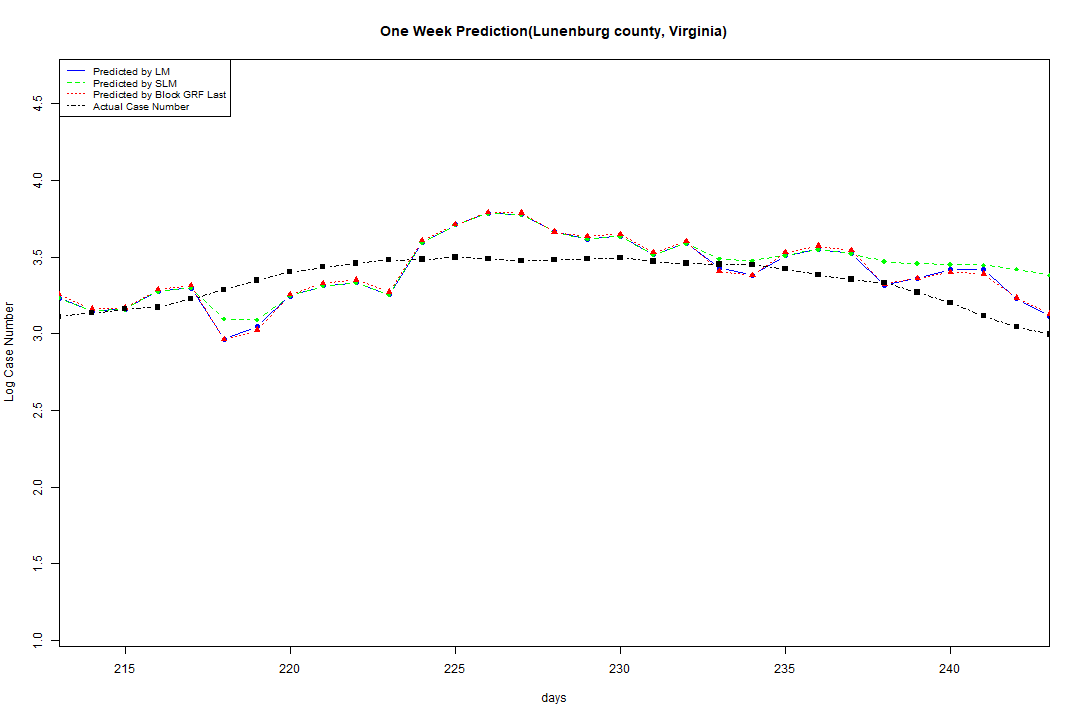 One Week Prediction(Lunenburg county, Virginia)
Predicted by LM
Predicted by SLM
Predicted by Block GRF Last
Actual Case Number
4.5
4.0
3.5
3.0
2.5
2.0
1.5
1.0
Log Case Number
215 220 225 230 235 240
days